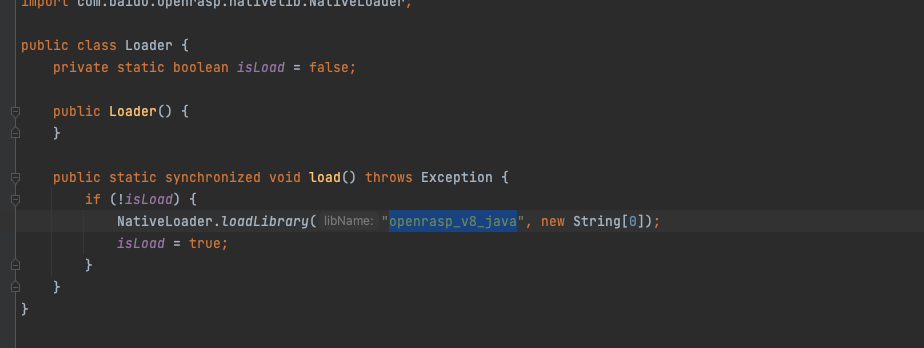 import com.baidu.openrasp.nativelib.NativeLoader;
public class Loader {
private static boolean isLoad = false;
public Loader() {
}
public static synchronized void load() throws Exception {
if (!isLoad) {
NativeLoader.loadLibrary( libName: "openrasp_v8_java", new String[0]);
isLoad = true;
}
}
}